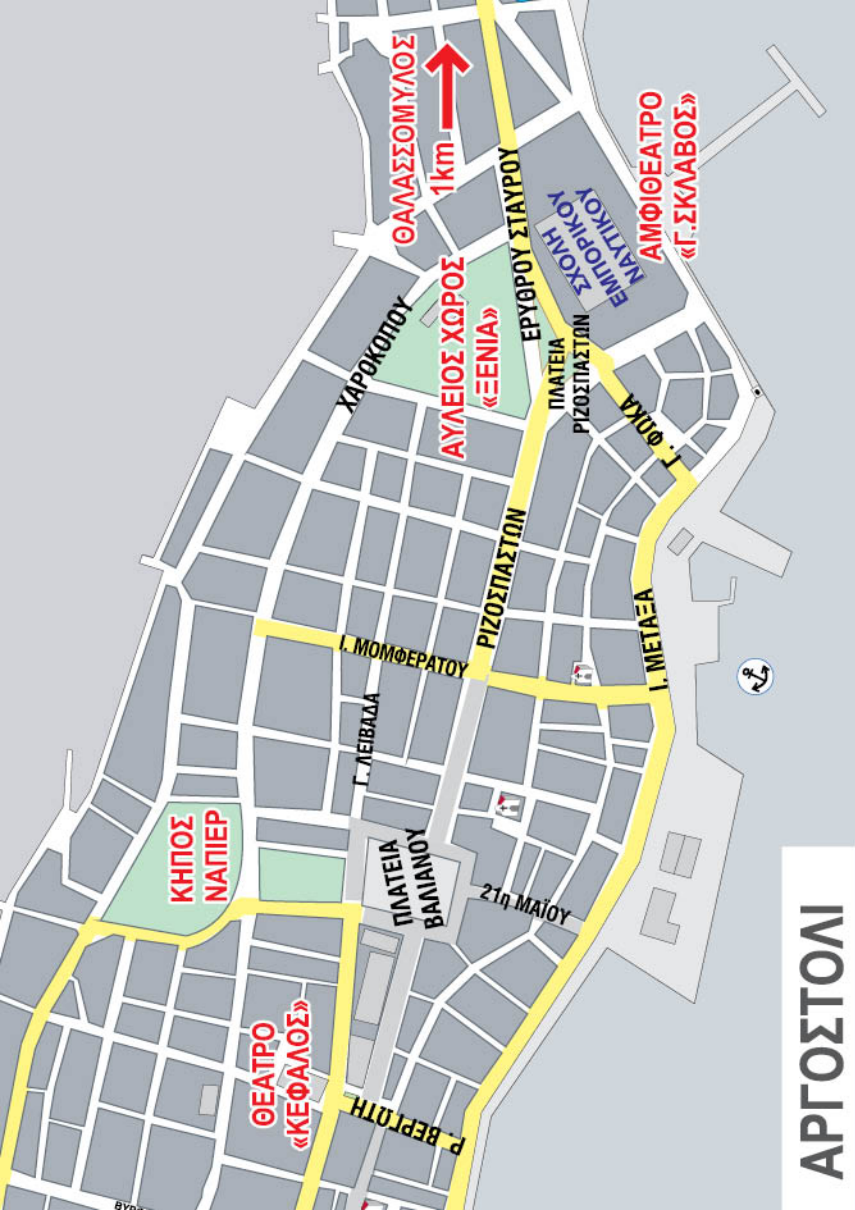 ΚΗΠΟΣ
ΝΑΠΙΕΡ
ΘΕΑΤΡΟ
«ΚΕΦΑΛΟΣ»
ΧΑΡΟΚΟΠΟΥ
ΘΑΛΑΣΣΟΜΥΛΟΣ
1km
ΑΥΛΕΙΟΣ ΧΩΡΟΣ
«ΞΕΝΙΑ»
Ι. ΜΟΜΦΕΡΑΤΟΥ
Γ. ΛΕΙΒΑΔΑ
Ρ. ΒΕΡΓΩΤΗ
ΠΛΑΤΕΙΑ
ΒΑΛΙΑΝΟΥ
ΡΙΖΟΣΠΑΣΤΩΝ
ΕΡΥΘΡΟΥ ΣΤΑΥΡΟΥ
ΠΛΑΤΕΙΑ
ΡΙΖΟΣΠΑΣΤΩΝ
ΣΧΟΛΗ
ΕΜΠΟΡΙΚΟΥ
ΝΑΥΤΙΚΟΥ
21η ΜΑΪΟΥ
Γ. ΦΩΚΑ
Ι. ΜΕΤΑΞΑ
ΑΜΦΙΘΕΑΤΡΟ
«Γ.ΣΚΛΑΒΟΣ»
ΑΡΓΟΣΤΟΛΙ